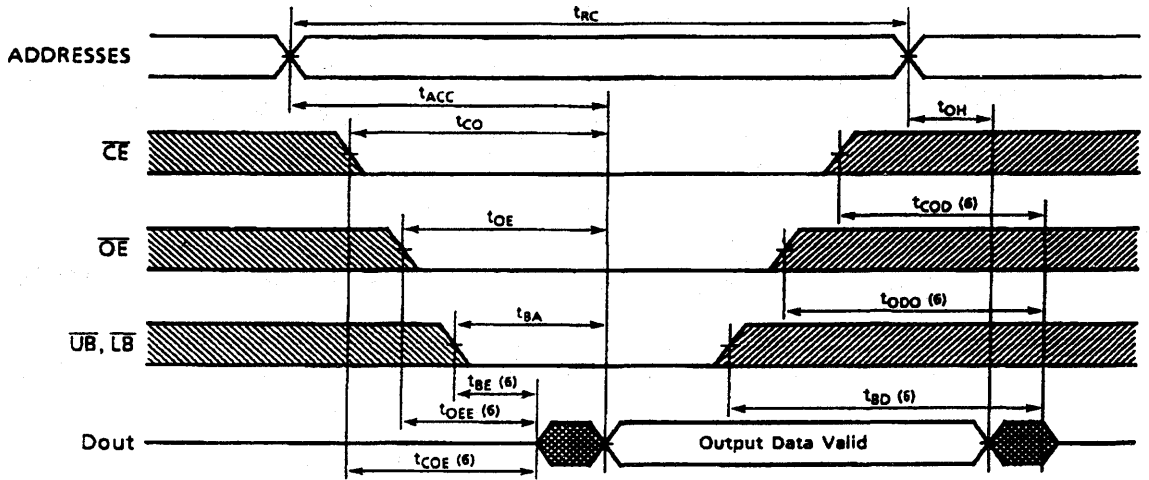 tRC
ADDRESSES
tACC
tOH
tCO
CE
tCOD (6)
tOE
OE
tODO (6)
tBA
UB, LB
tBE (6)
tBD (6)
tOEE (6)
Dout
Output Data Valid
tCOE (6)